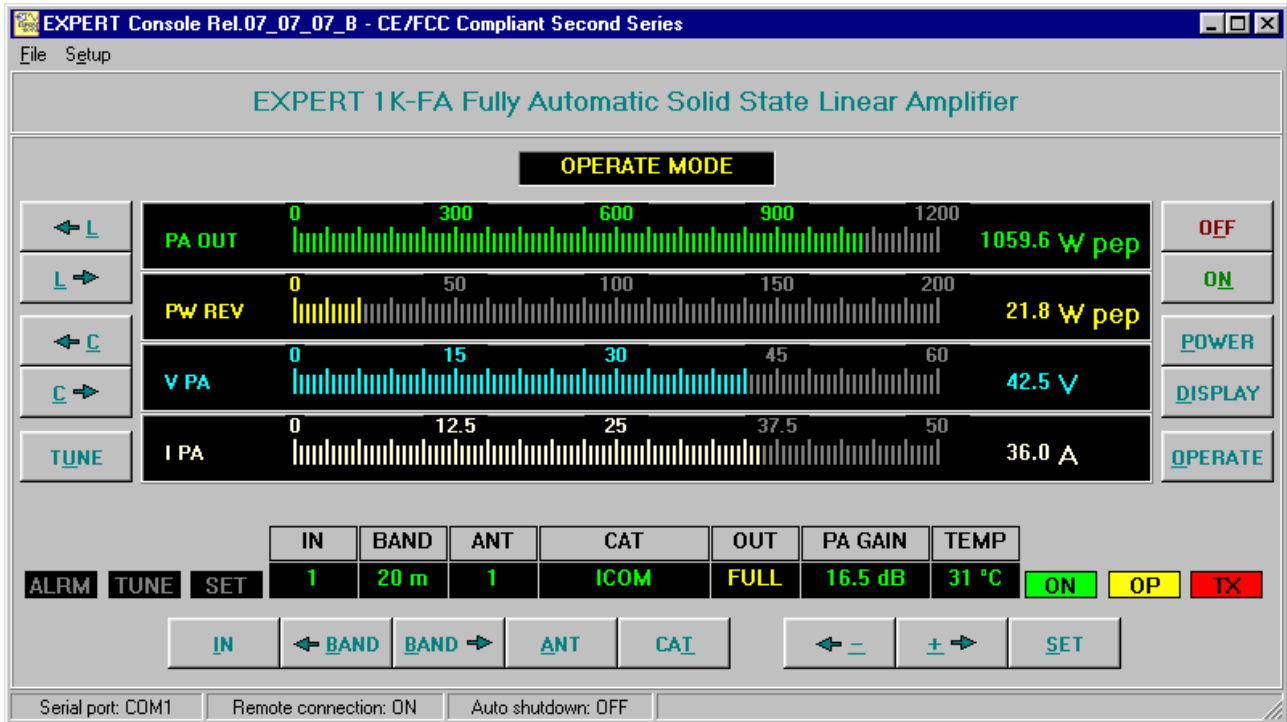 EXPERT Console Rel.07_07_07_B - CE/FCC Compliant Second Series
File Setup
EXPERT 1K-FA Fully Automatic Solid State Linear Amplifier
OPERATE MODE
L
L
C
C
TUNE
0 300 600 900 1200
PA OUT 1059.6 W pep
0 50 100 150 200
PW REV 21.8 W pep
0 15 30 45 60
V PA 42.5 V
0 12.5 25 37.5 50
I PA 36.0 A
OFF
ON
POWER
DISPLAY
OPERATE
IN BAND ANT CAT OUT PA GAIN TEMP
ALRM TUNE SET 1 20 m 1 ICOM FULL 16.5 dB 31 °C ON OP TX
IN BAND BAND ANT CAT - + SET
Serial port: COM1 Remote connection: ON Auto shutdown: OFF